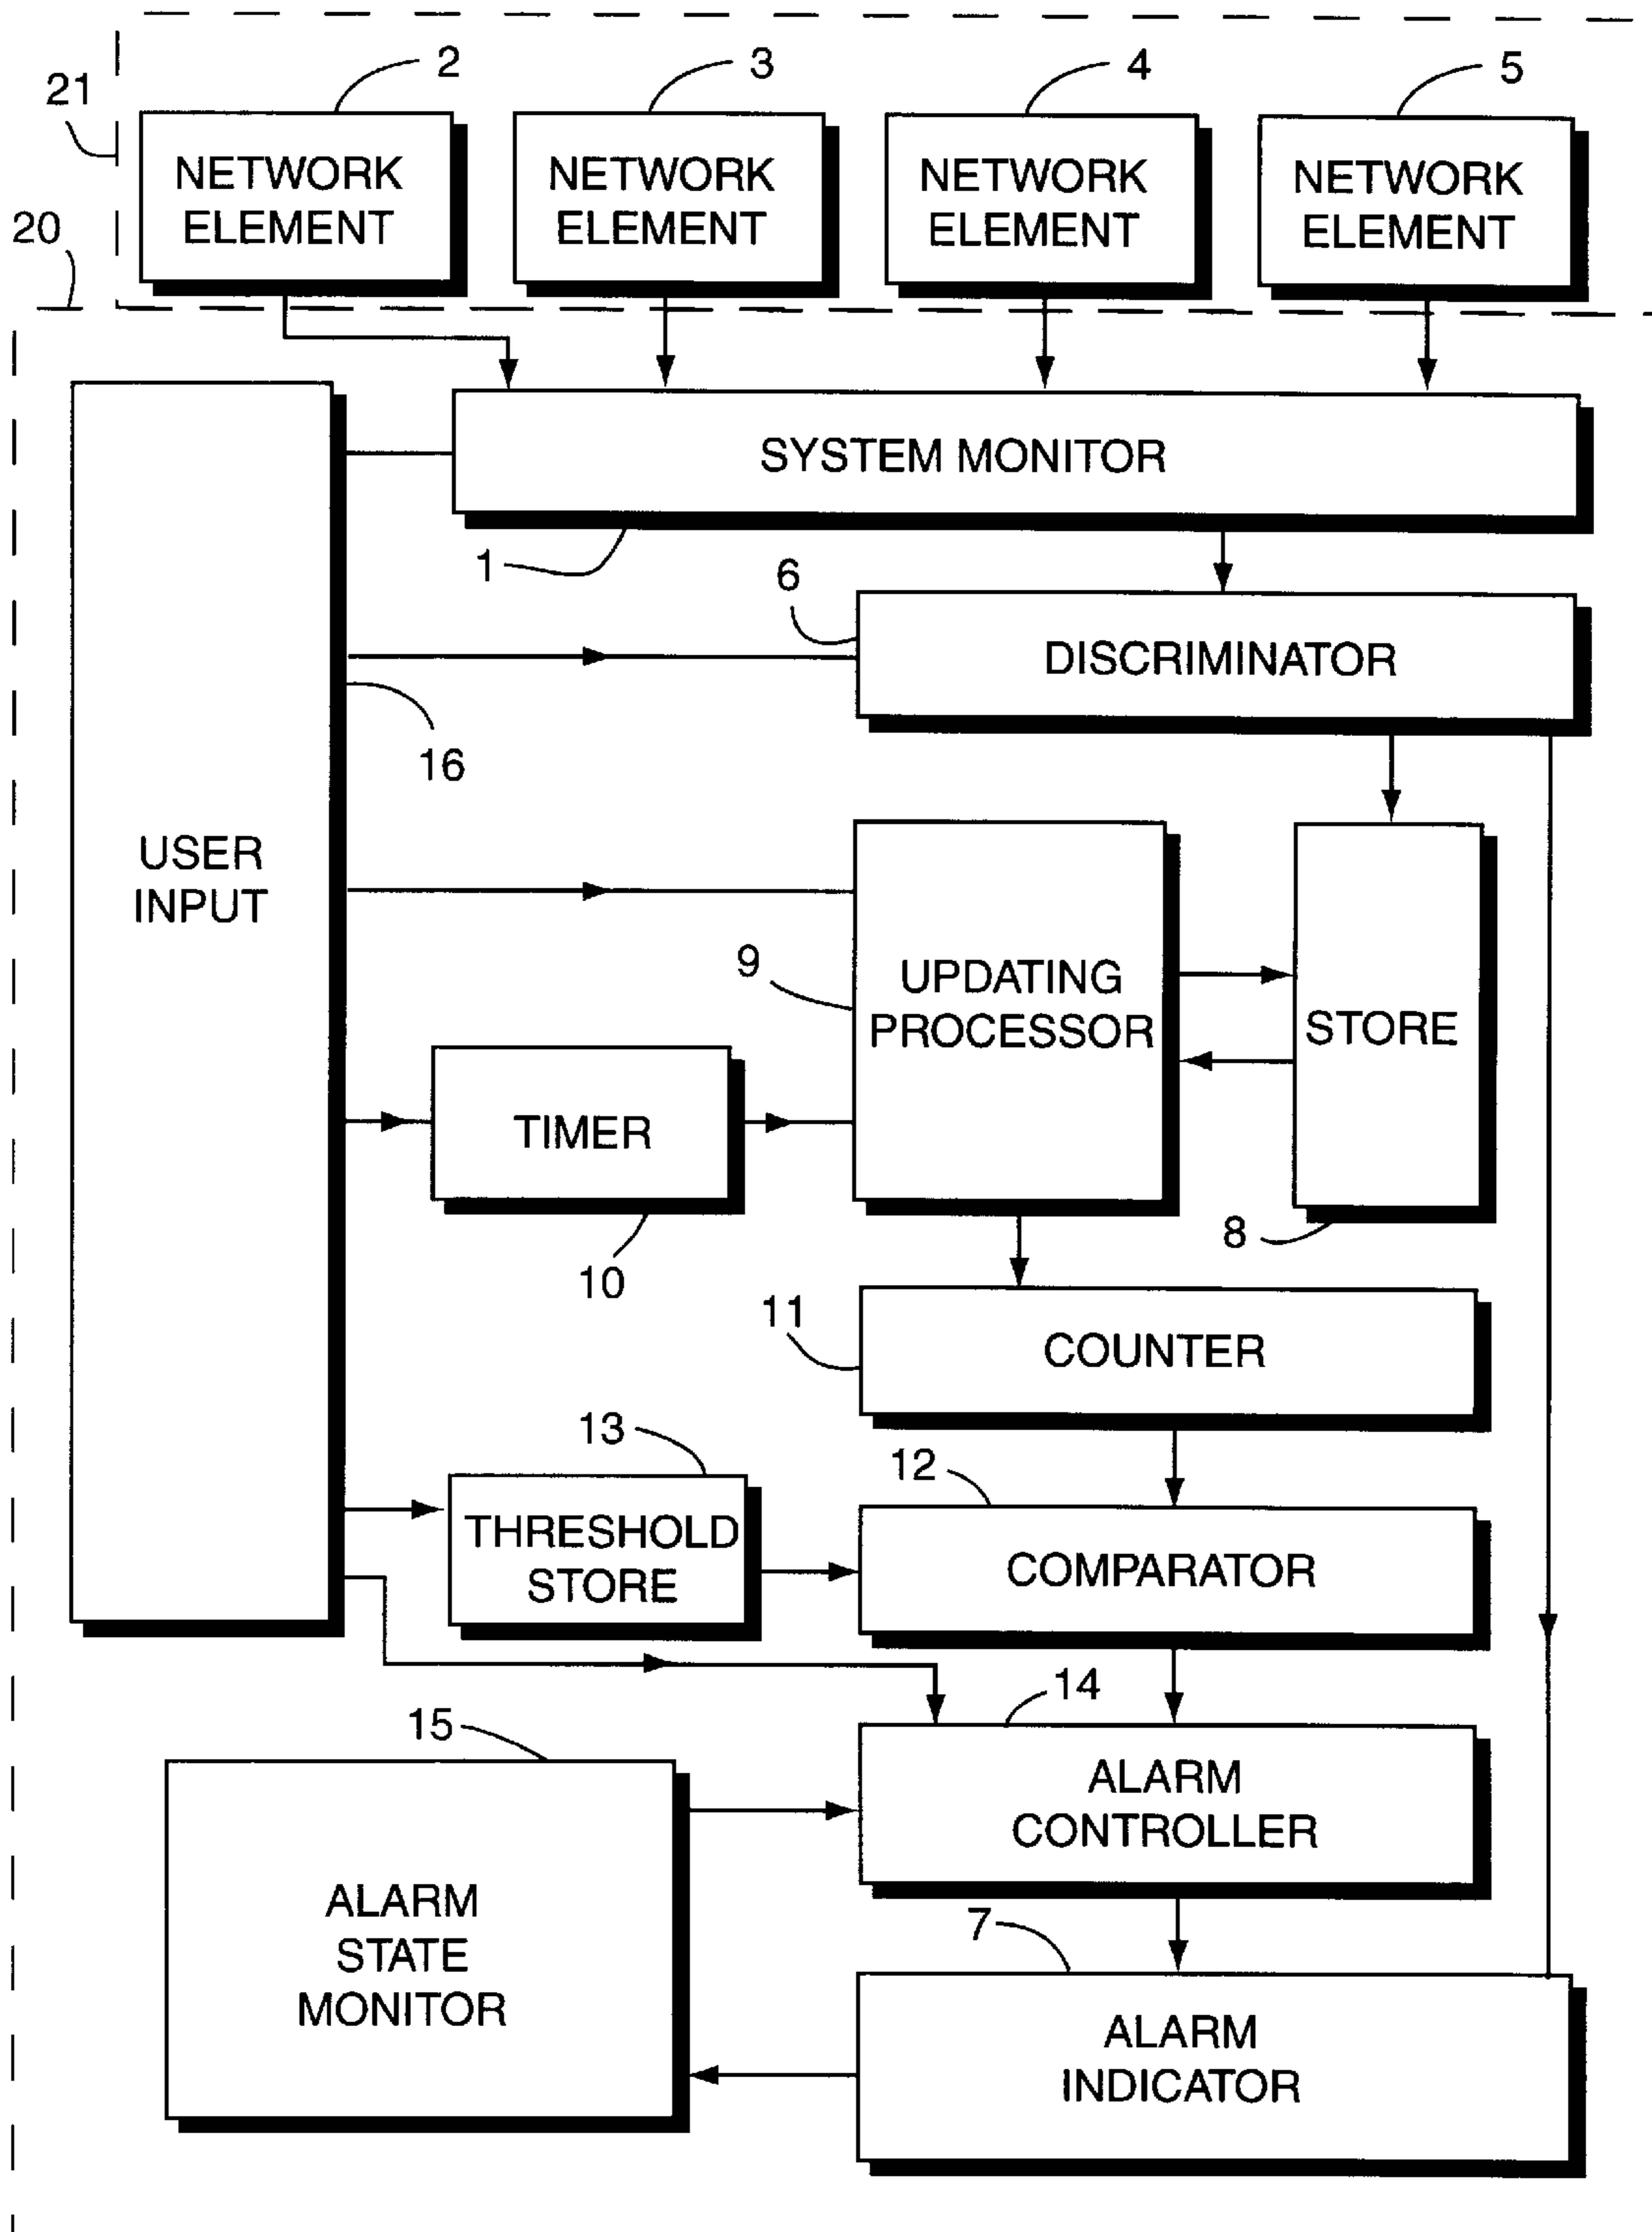 2
3
4
5
21
NETWORK
ELEMENT
NETWORK
ELEMENT
NETWORK
ELEMENT
NETWORK
ELEMENT
20
SYSTEM MONITOR
1
6
DISCRIMINATOR
16
USER
INPUT
9
UPDATING
PROCESSOR
STORE
TIMER
8
10
11
COUNTER
13
12
THRESHOLD
STORE
COMPARATOR
14
15
ALARM
CONTROLLER
ALARM
STATE
MONITOR
7
ALARM
INDICATOR